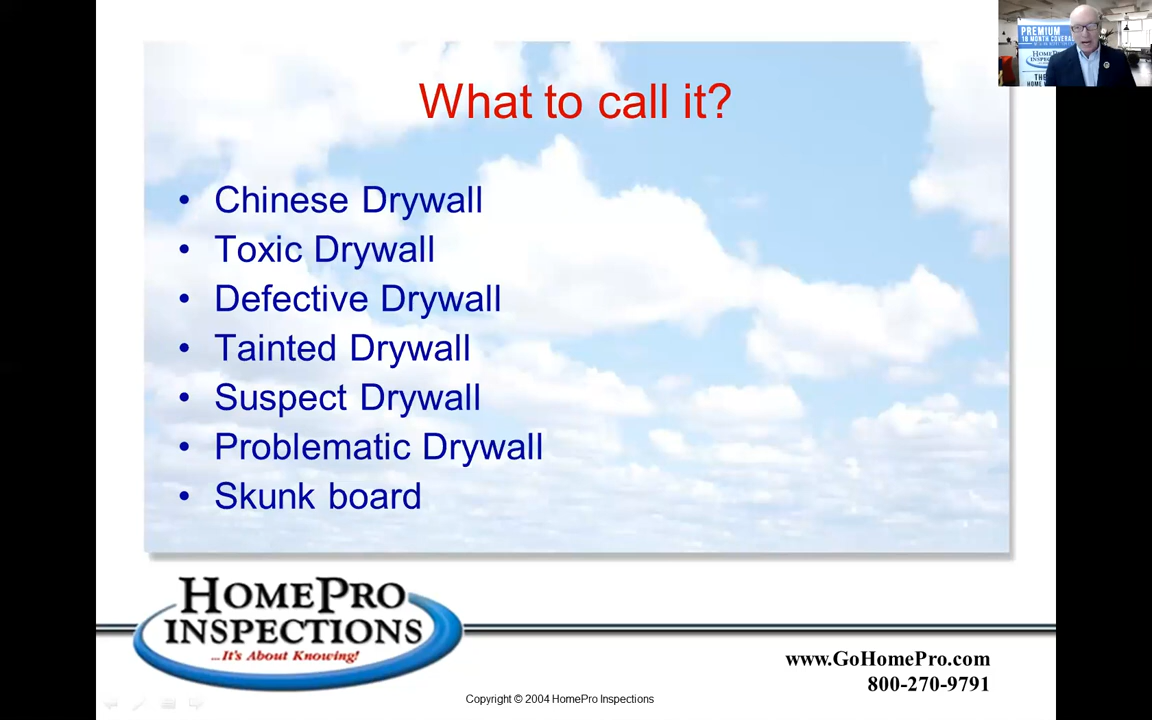 What to call it?
• Chinese Drywall
• Toxic Drywall
• Defective Drywall
• Tainted Drywall
• Suspect Drywall
• Problematic Drywall
• Skunk board
HOMEPRO
INSPECTIONS
...It's About Knowing!
www.GoHomePro.com
800-270-9791
Copyright © 2004 HomePro Inspections
PREMIUM